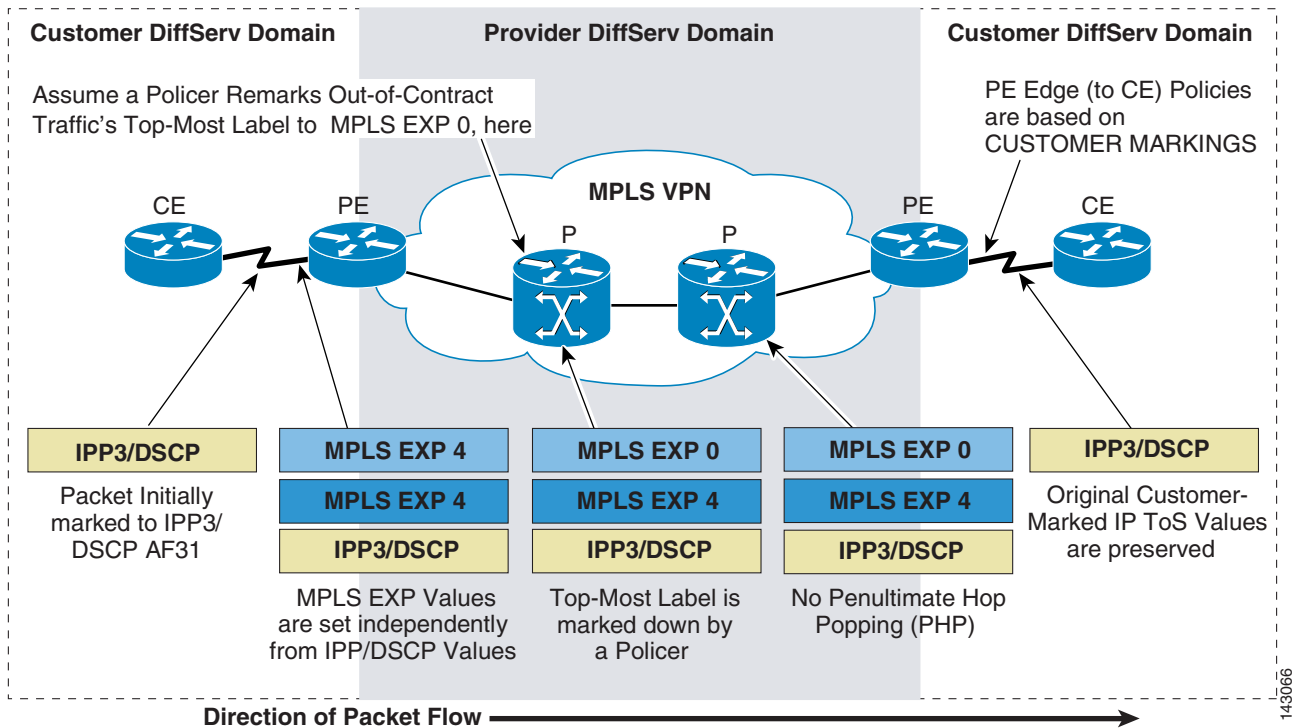 Customer DiffServ Domain
Provider DiffServ Domain
Customer DiffServ Domain
Assume a Policer Remarks Out-of-Contract
Traffic's Top-Most Label to MPLS EXP 0, here
PE Edge (to CE) Policies
are based on
CUSTOMER MARKINGS
MPLS VPN
CE
PE
P
P
PE
CE
IPP3/DSCP
Packet Initially
marked to IPP3/
DSCP AF31
MPLS EXP 4
MPLS EXP 4
IPP3/DSCP
MPLS EXP Values
are set independently
from IPP/DSCP Values
MPLS EXP 0
MPLS EXP 4
IPP3/DSCP
Top-Most Label is
marked down by
a Policer
MPLS EXP 0
MPLS EXP 4
IPP3/DSCP
No Penultimate Hop
Popping (PHP)
IPP3/DSCP
Original Customer-
Marked IP ToS Values
are preserved
Direction of Packet Flow
143066